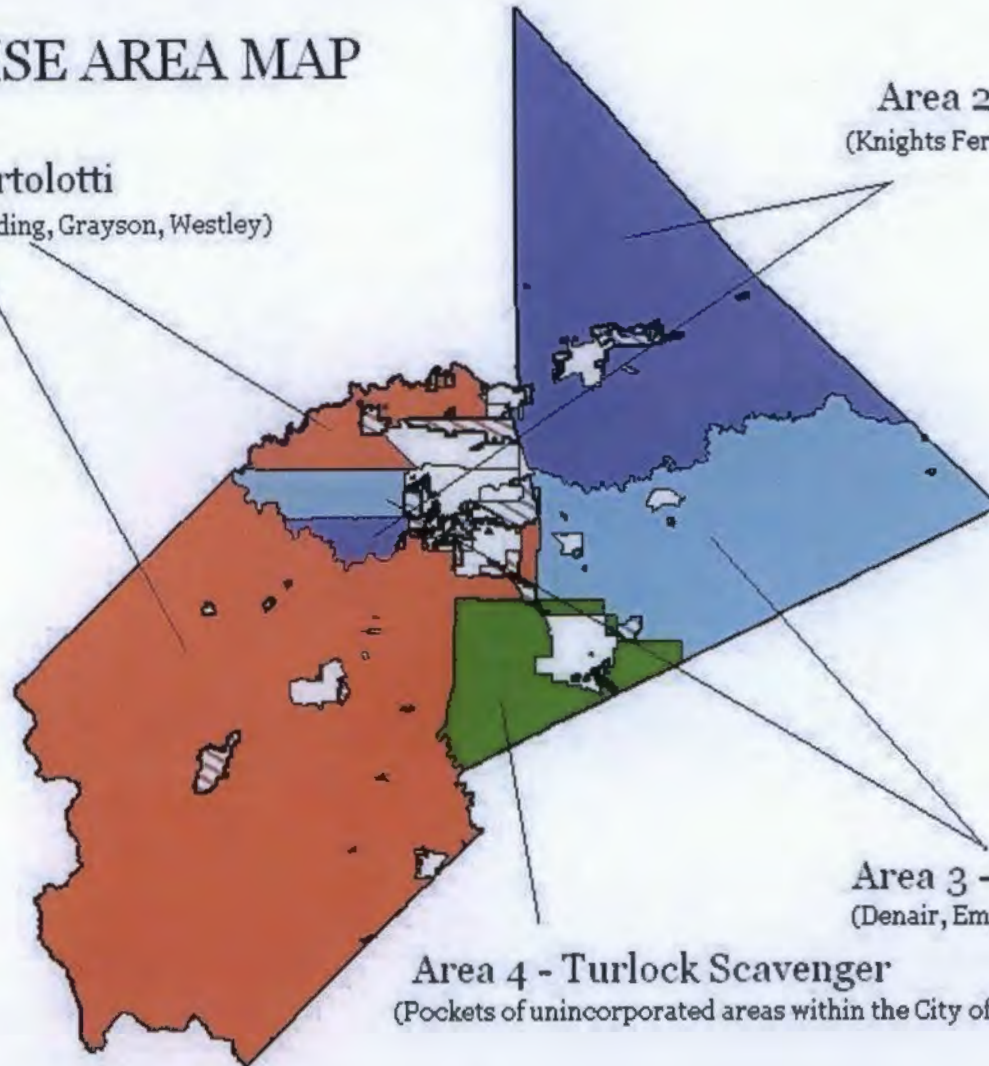 SE AREA MAP
Area 2
(Knights Fer
rtolotti
ding, Grayson, Westley)
Area 3 -
(Denair, Em
Area 4 - Turlock Scavenger
(Pockets of unincorporated areas within the City of